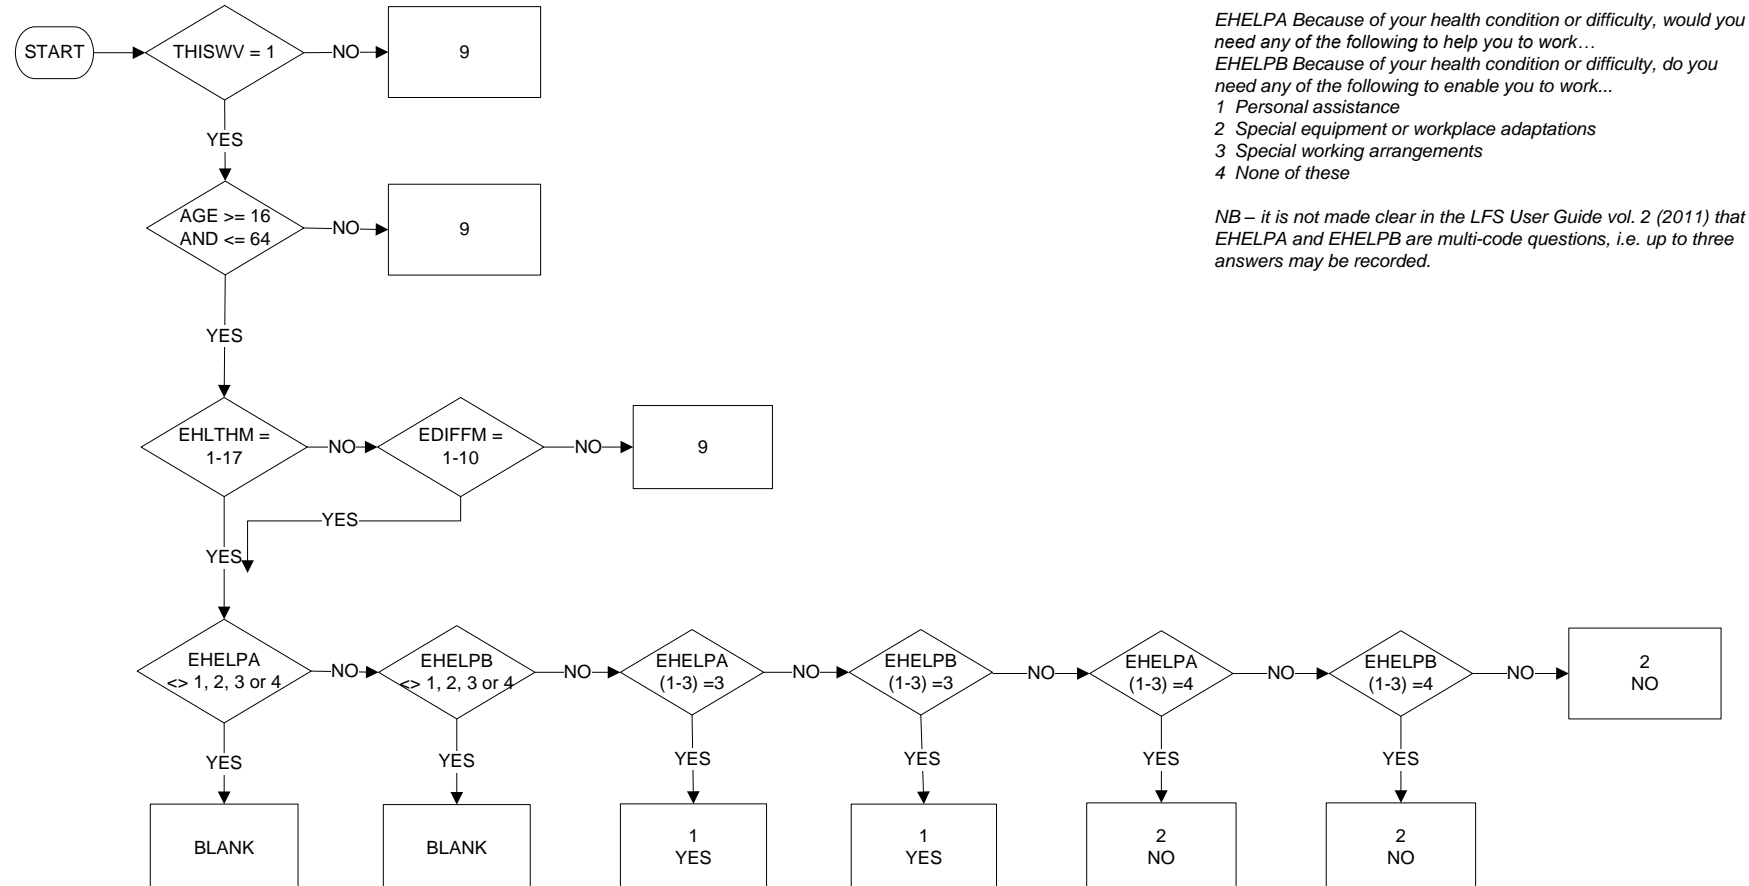 START
THISWV = 1
NO
9
YES
AGE >= 16
AND <= 64
NO
9
YES
EHLTHM =
1-17
NO
EDIFFM =
1-10
NO
9
YES
YES
EHELPA
<> 1, 2, 3 or 4
NO
EHELPB
<> 1, 2, 3 or 4
NO
EHELPA
(1-3) =3
NO
EHELPB
(1-3) =3
NO
EHELPA
(1-3) =4
NO
EHELPB
(1-3) =4
NO
2
NO
YES
YES
YES
YES
YES
YES
BLANK
BLANK
1
YES
1
YES
2
NO
2
NO
EHELPA Because of your health condition or difficulty, would you
need any of the following to help you to work…
EHELPB Because of your health condition or difficulty, do you
need any of the following to enable you to work...
1 Personal assistance
2 Special equipment or workplace adaptations
3 Special working arrangements
4 None of these
NB – it is not made clear in the LFS User Guide vol. 2 (2011) that
EHELPA and EHELPB are multi-code questions, i.e. up to three
answers may be recorded.